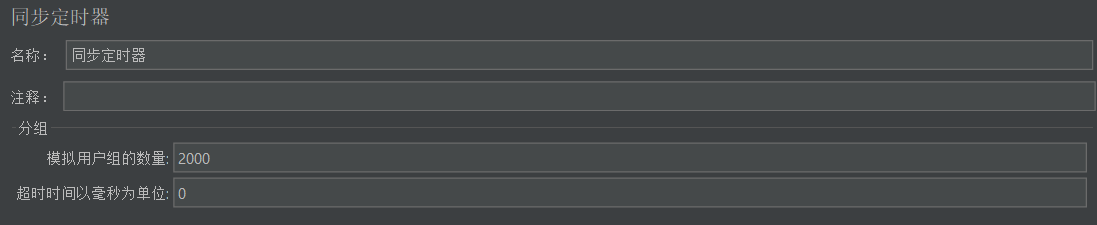 同步定时器
名称： 同步定时器
注释：
分组
模拟用户组的数量: 2000
超时时间以毫秒为单位: 0